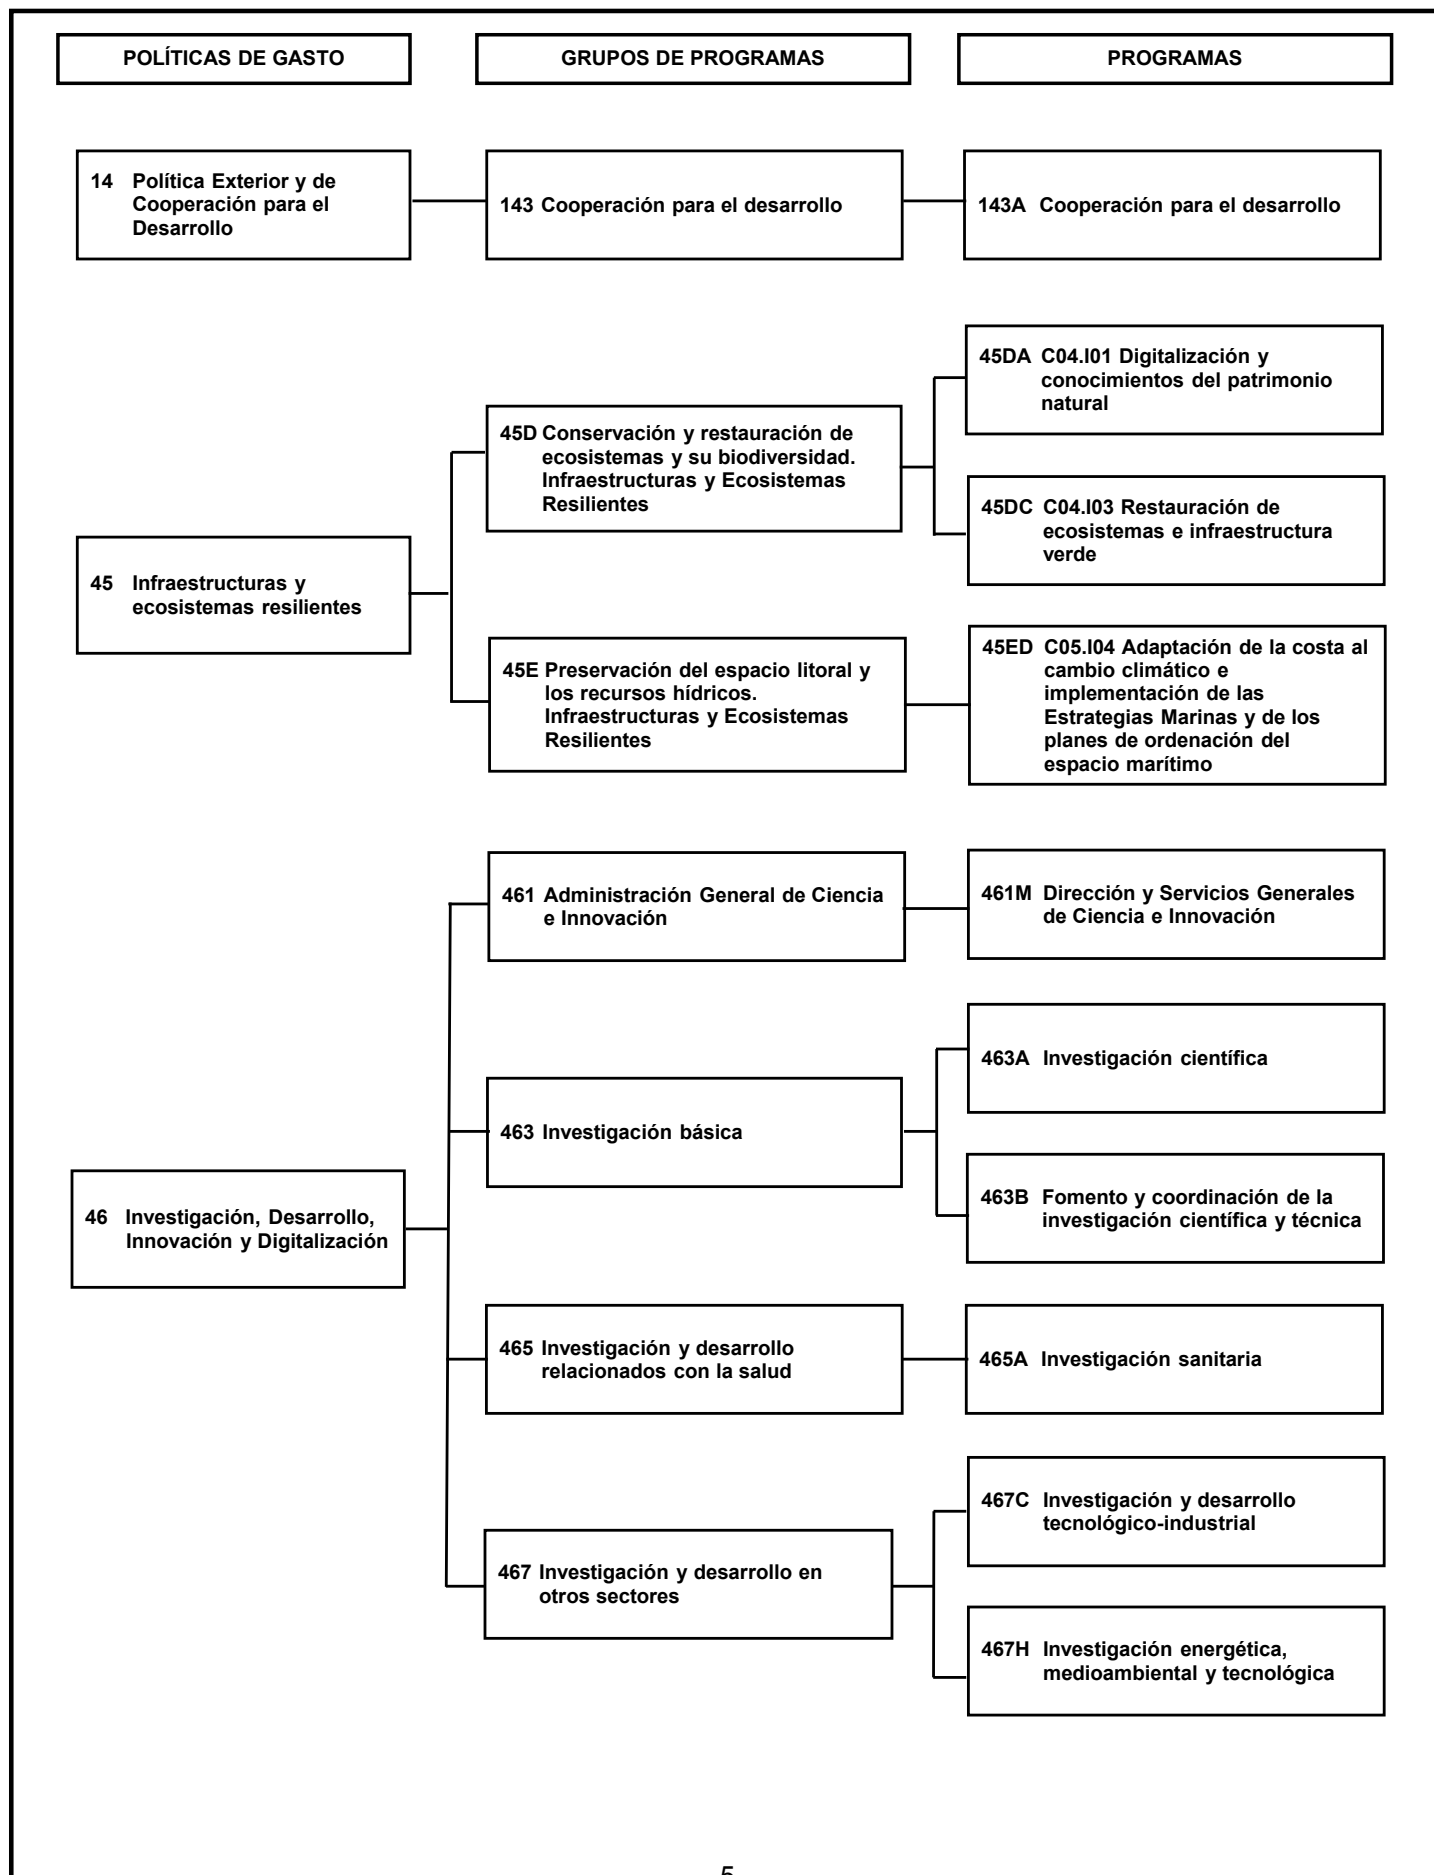 POLÍTICAS DE GASTO
GRUPOS DE PROGRAMAS
PROGRAMAS
14 Política Exterior y de
Cooperación para el
Desarrollo
143 Cooperación para el desarrollo
143A Cooperación para el desarrollo
45 Infraestructuras y
ecosistemas resilientes
45D Conservación y restauración de
ecosistemas y su biodiversidad.
Infraestructuras y Ecosistemas
Resilientes
45DA C04.I01 Digitalización y
conocimientos del patrimonio
natural
45DC C04.I03 Restauración de
ecosistemas e infraestructura
verde
45E Preservación del espacio litoral y
los recursos hídricos.
Infraestructuras y Ecosistemas
Resilientes
45ED C05.I04 Adaptación de la costa al
cambio climático e
implementación de las
Estrategias Marinas y de los
planes de ordenación del
espacio marítimo
46 Investigación, Desarrollo,
Innovación y Digitalización
461 Administración General de Ciencia
e Innovación
461M Dirección y Servicios Generales
de Ciencia e Innovación
463 Investigación básica
463A Investigación científica
463B Fomento y coordinación de la
investigación científica y técnica
465 Investigación y desarrollo
relacionados con la salud
465A Investigación sanitaria
467 Investigación y desarrollo en
otros sectores
467C Investigación y desarrollo
tecnológico-industrial
467H Investigación energética,
medioambiental y tecnológica
5